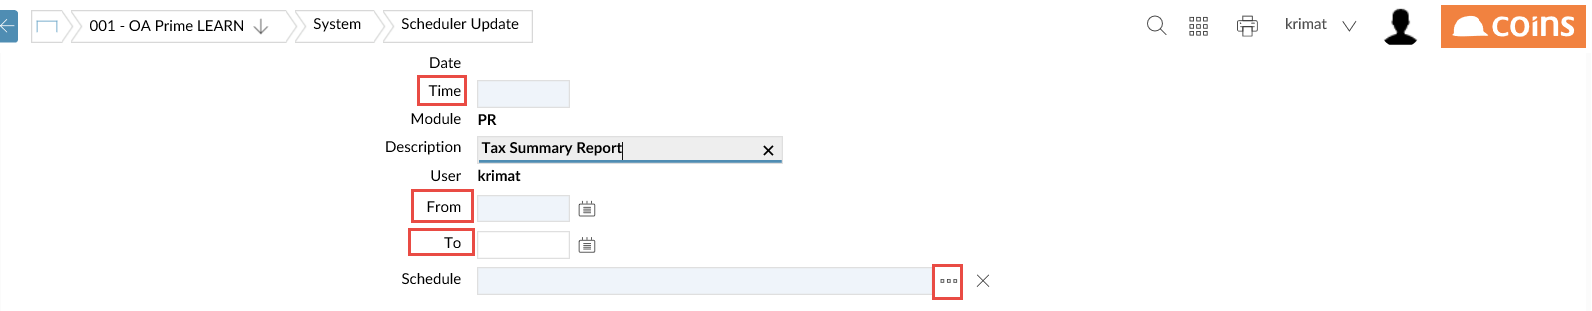 001 - OA Prime LEARN System Scheduler Update krimat coins
Date
Time
Module PR
Description Tax Summary Report
User krimat
From
To
Schedule